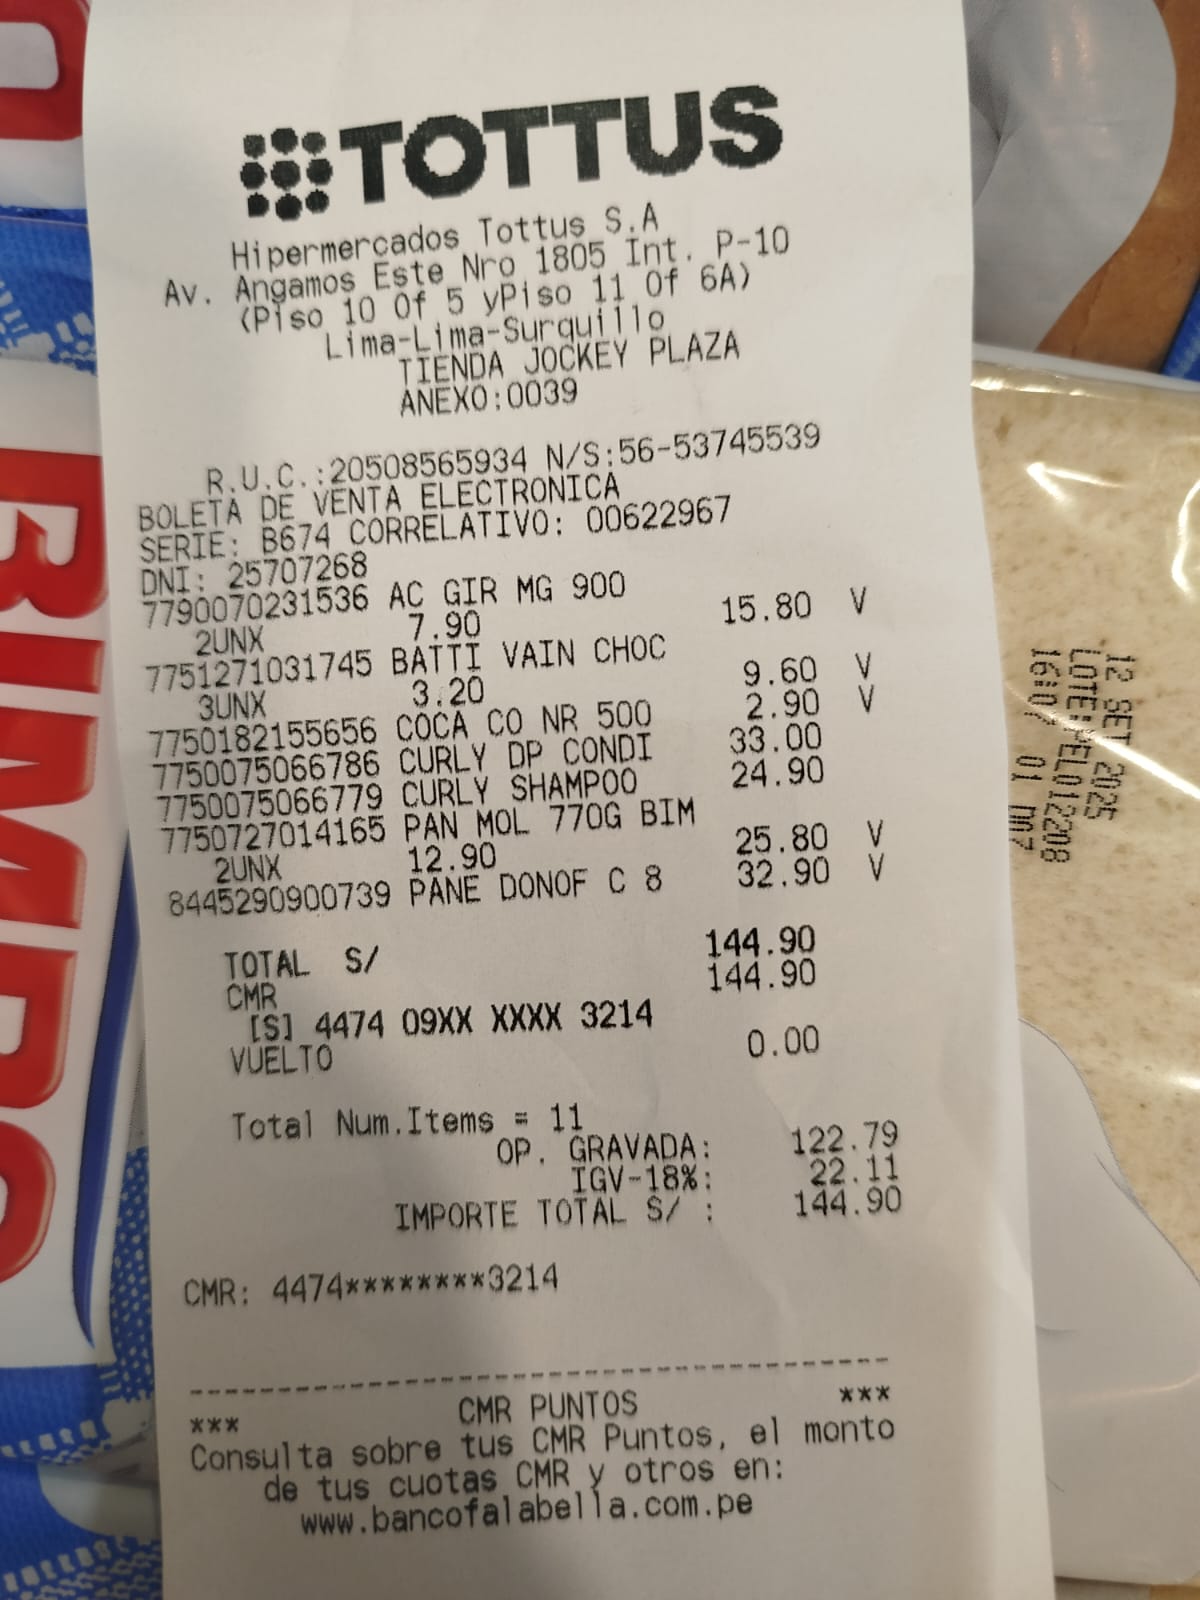 TOTTUS
Hipermercados Tottus S.A
Av. Angamos Este Nro 1805 Int. P-10
(Piso 10 Of 5 yPiso 11 Of 6A)
Lima-Lima-Surquillo
TIENDA JOCKEY PLAZA
ANEXO:0039
R.U.C.:20508565934 N/S:56-53745539
BOLETA DE VENTA ELECTRONICA
SERIE: B674 CORRELATIVO: 00622967
DNI: 25707268
7790070231536 AC GIR MG 900
2UNX 7.90 15.80 V
7751271031745 BATTI VAIN CHOC
3UNX 3.20 9.60 V
7750182155656 COCA CO NR 500 2.90 V
7750075066786 CURLY DP CONDI 33.00
7750075066779 CURLY SHAMPOO 24.90
7750727014165 PAN MOL 770G BIM
2UNX 12.90 25.80 V
8445290900739 PANE DONOF C 8 32.90 V
TOTAL S/ 144.90
CMR 144.90
[S] 4474 09XX XXXX 3214
VUELTO 0.00
Total Num.Items = 11
OP. GRAVADA: 122.79
IGV-18%: 22.11
IMPORTE TOTAL S/ : 144.90
CMR: 4474********3214
--------------------------------------
*** CMR PUNTOS ***
Consulta sobre tus CMR Puntos, el monto
de tus cuotas CMR y otros en:
www.bancofalabella.com.pe
BIMBO
12 SET 2025
16:07 01